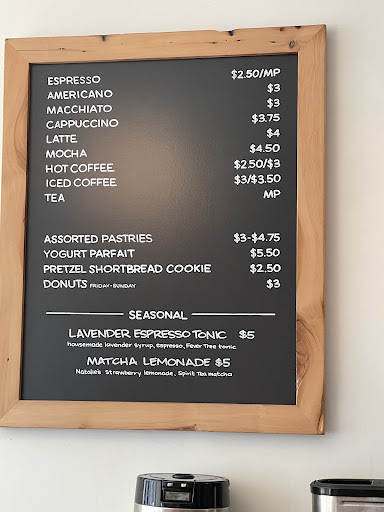 ESPRESSO $2.50/MP
AMERICANO $3
MACCHIATO $3
CAPPUCCINO $3.75
LATTE $4
MOCHA $4.50
HOT COFFEE $2.50/$3
ICED COFFEE $3/$3.50
TEA MP
ASSORTED PASTRIES $3-$4.75
YOGURT PARFAIT $5.50
PRETZEL SHORTBREAD COOKIE $2.50
DONUTS FRIDAY-SUNDAY $3
SEASONAL
LAVENDER ESPRESSO TONIC $5
housemade lavender syrup, espresso, Fever Tree tonic
MATCHA LEMONADE $5
Natalie's strawberry lemonade, Spirit Tea matcha